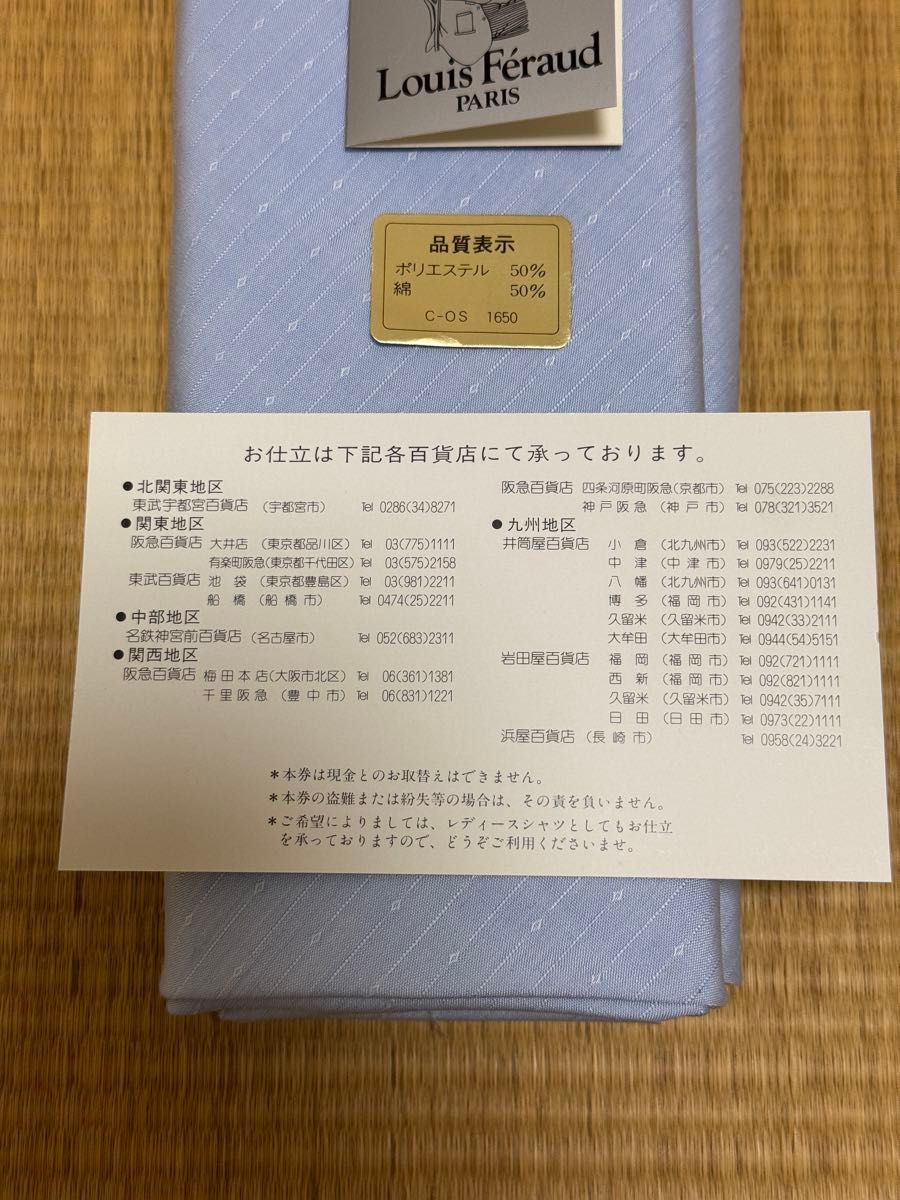 Louis Féraud
PARIS
品質表示
ポリエステル 50%
綿 50%
C-OS 1650
お仕立は下記各百貨店にて承っております。
●北関東地区
東武宇都宮百貨店 (宇都宮市) Tel 0286(34)8271
●関東地区
阪急百貨店 大井店 (東京都品川区) Tel 03(775)1111
有楽町阪急(東京都千代田区) Tel 03(575)2158
東武百貨店 池袋 (東京都豊島区) Tel 03(981)2211
船橋 (船橋市) Tel 0474(25)2211
●中部地区
名鉄神宮前百貨店 (名古屋市) Tel 052(683)2311
●関西地区
阪急百貨店 梅田本店(大阪市北区) Tel 06(361)1381
千里阪急 (豊中市) Tel 06(831)1221
阪急百貨店 四条河原町阪急(京都市) Tel 075(223)2288
神戸阪急 (神戸市) Tel 078(321)3521
●九州地区
井筒屋百貨店 小倉 (北九州市) Tel 093(522)2231
中津 (中津市) Tel 0979(25)2211
八幡 (北九州市) Tel 093(641)0131
博多 (福岡市) Tel 092(431)1141
久留米 (久留米市) Tel 0942(33)2111
大牟田 (大牟田市) Tel 0944(54)5151
岩田屋百貨店 福岡 (福岡市) Tel 092(721)1111
西新 (福岡市) Tel 092(821)1111
久留米 (久留米市) Tel 0942(35)7111
日田 (日田市) Tel 0973(22)1111
浜屋百貨店 (長崎市) Tel 0958(24)3221
*本券は現金とのお取替えはできません。
*本券の盗難または紛失等の場合は、その責を負いません。
*ご希望によりましては、レディースシャツとしてもお仕立
を承っておりますので、どうぞご利用くださいませ。